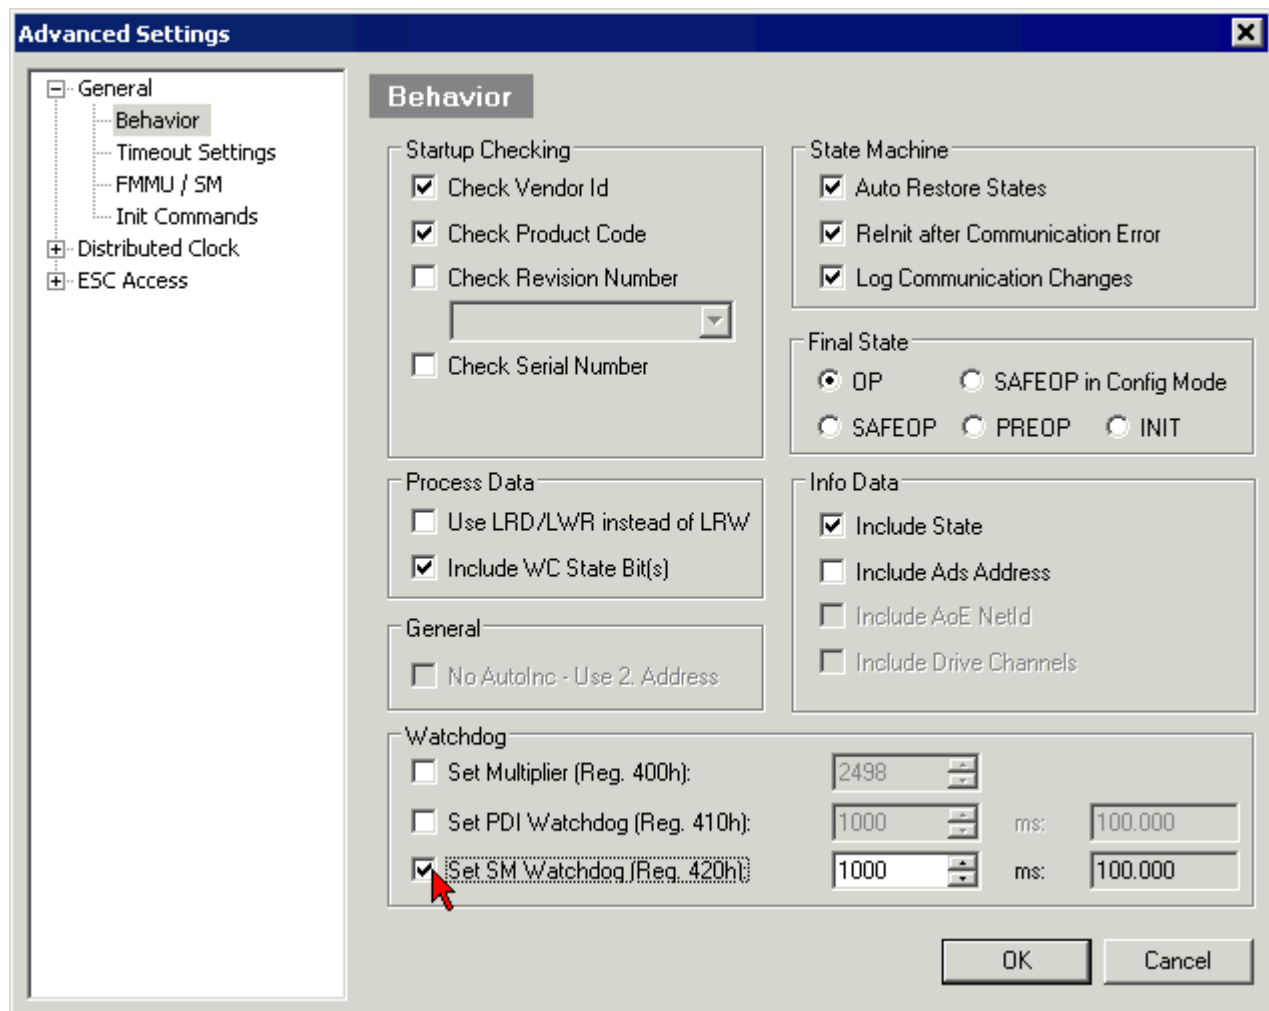 Advanced Settings
General
Behavior
Timeout Settings
FMMU / SM
Init Commands
Distributed Clock
ESC Access
Behavior
Startup Checking
Check Vendor Id
Check Product Code
Check Revision Number
Check Serial Number
State Machine
Auto Restore States
ReInit after Communication Error
Log Communication Changes
Final State
OP SAFEOP in Config Mode
SAFEOP PREOP INIT
Process Data
Use LRD/LWR instead of LRW
Include WC State Bit(s)
Info Data
Include State
Include Ads Address
Include AoE NetId
Include Drive Channels
General
No AutoInc - Use 2. Address
Watchdog
Set Multiplier (Reg. 400h): 2498
Set PDI Watchdog (Reg. 410h): 1000 ms: 100.000
Set SM Watchdog (Reg. 420h): 1000 ms: 100.000
OK Cancel